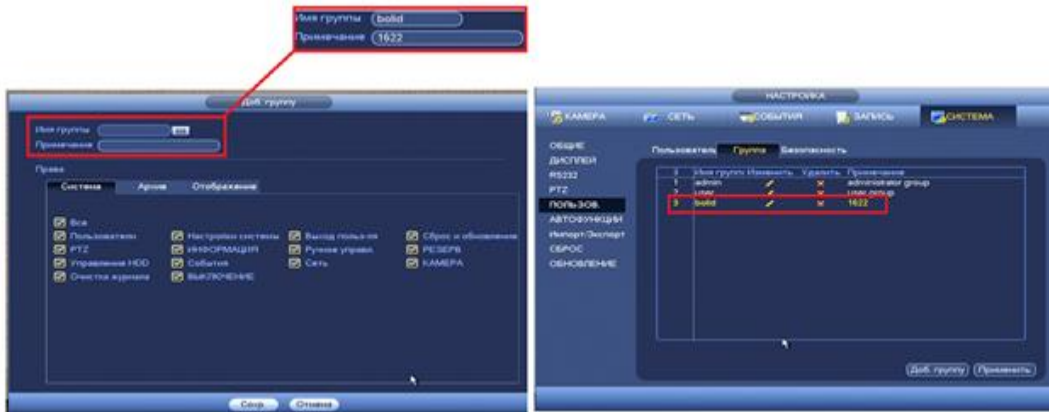 Имя группы bolid
Примечание 1622
Доб. группу
Имя группы
Примечание
Права
Система Архив Отображение
Все
Пользователи Настройки системы Выход польз-ля Сброс и обновление
PTZ ИНФОРМАЦИЯ Ручное управл. РЕЗЕРВ
Управление HDD События Сеть КАМЕРА
Очистка журнала ВЫКЛЮЧЕНИЕ
Сохр. Отмена
НАСТРОЙКА
КАМЕРА СЕТЬ СОБЫТИЯ ЗАПИСЬ СИСТЕМА
ОБЩИЕ
ДИСПЛЕЙ
RS232
PTZ
ПОЛЬЗОВ.
АВТОФУНКЦИИ
Импорт/Экспорт
СБРОС
ОБНОВЛЕНИЕ
Пользователь Группа Безопасность
3 Имя групп Изменить Удалить Примечание
1 admin administrator group
2 user user group
3 bolid 1622
Доб. группу Применить